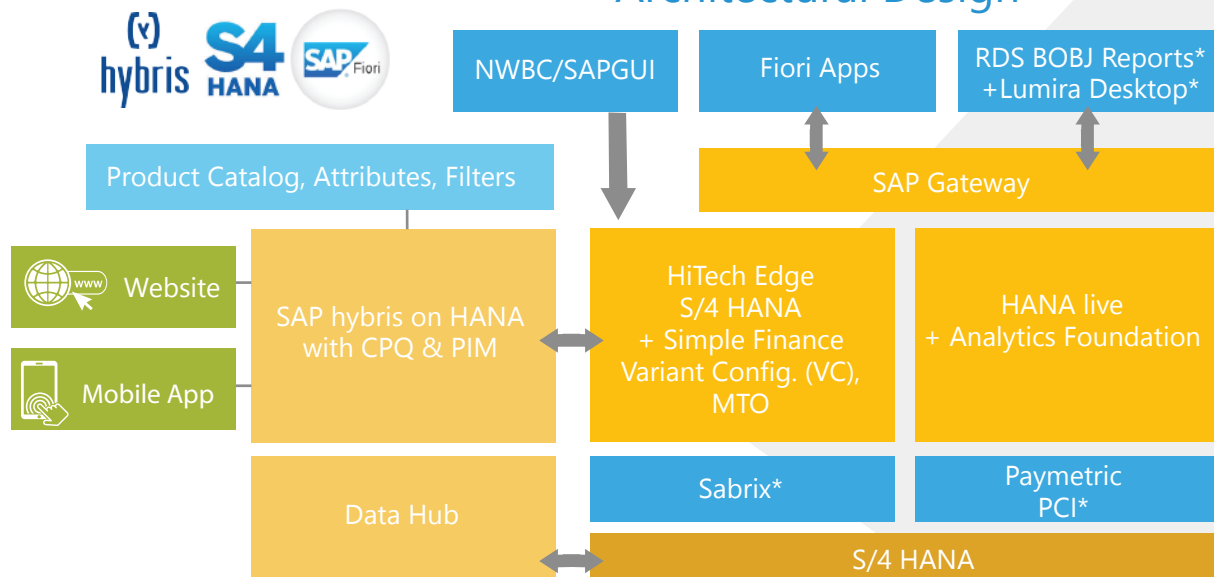 Architectural Design
(y)
hybris
S4
HANA
SAP Fiori
NWBC/SAPGUI
Fiori Apps
RDS BOBJ Reports*
+Lumira Desktop*
Product Catalog, Attributes, Filters
SAP Gateway
www
Website
Mobile App
SAP hybris on HANA
with CPQ & PIM
HiTech Edge
S/4 HANA
+ Simple Finance
Variant Config. (VC),
MTO
HANA live
+ Analytics Foundation
Data Hub
Sabrix*
Paymetric
PCI*
S/4 HANA